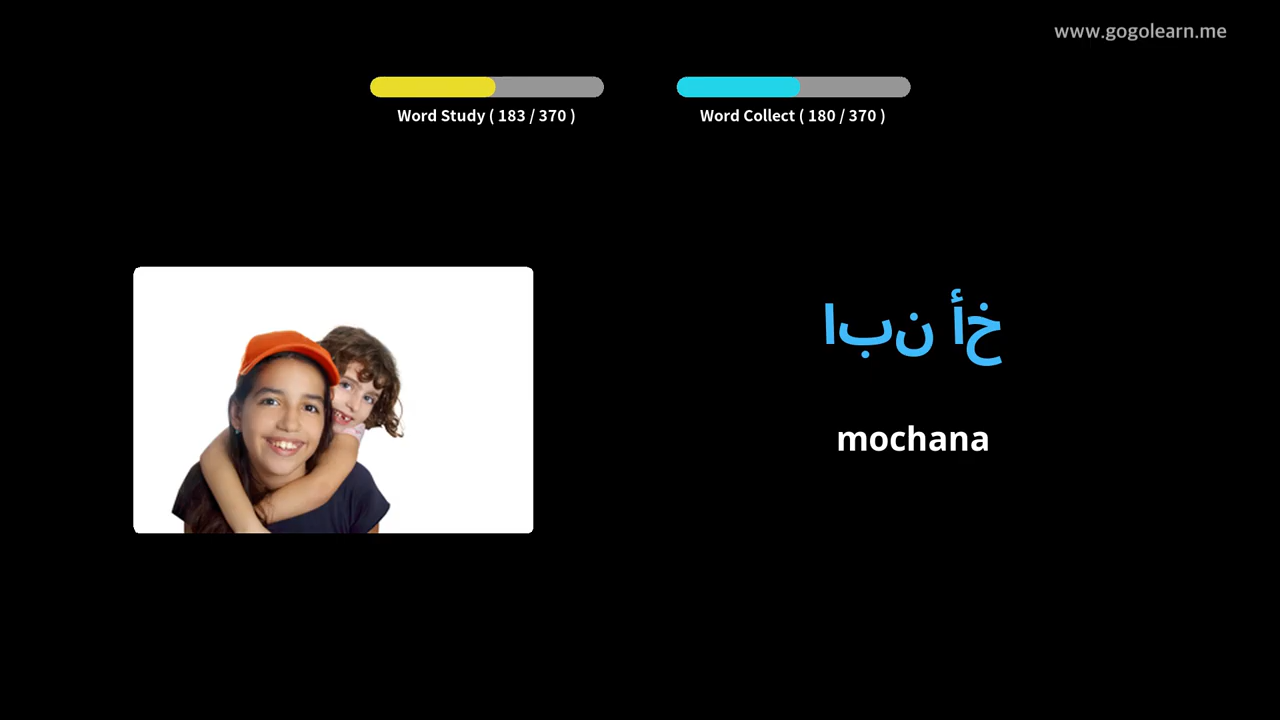 www.gogolearn.me
Word Study ( 183 / 370 )
Word Collect ( 180 / 370 )
ابن أخ
mochana